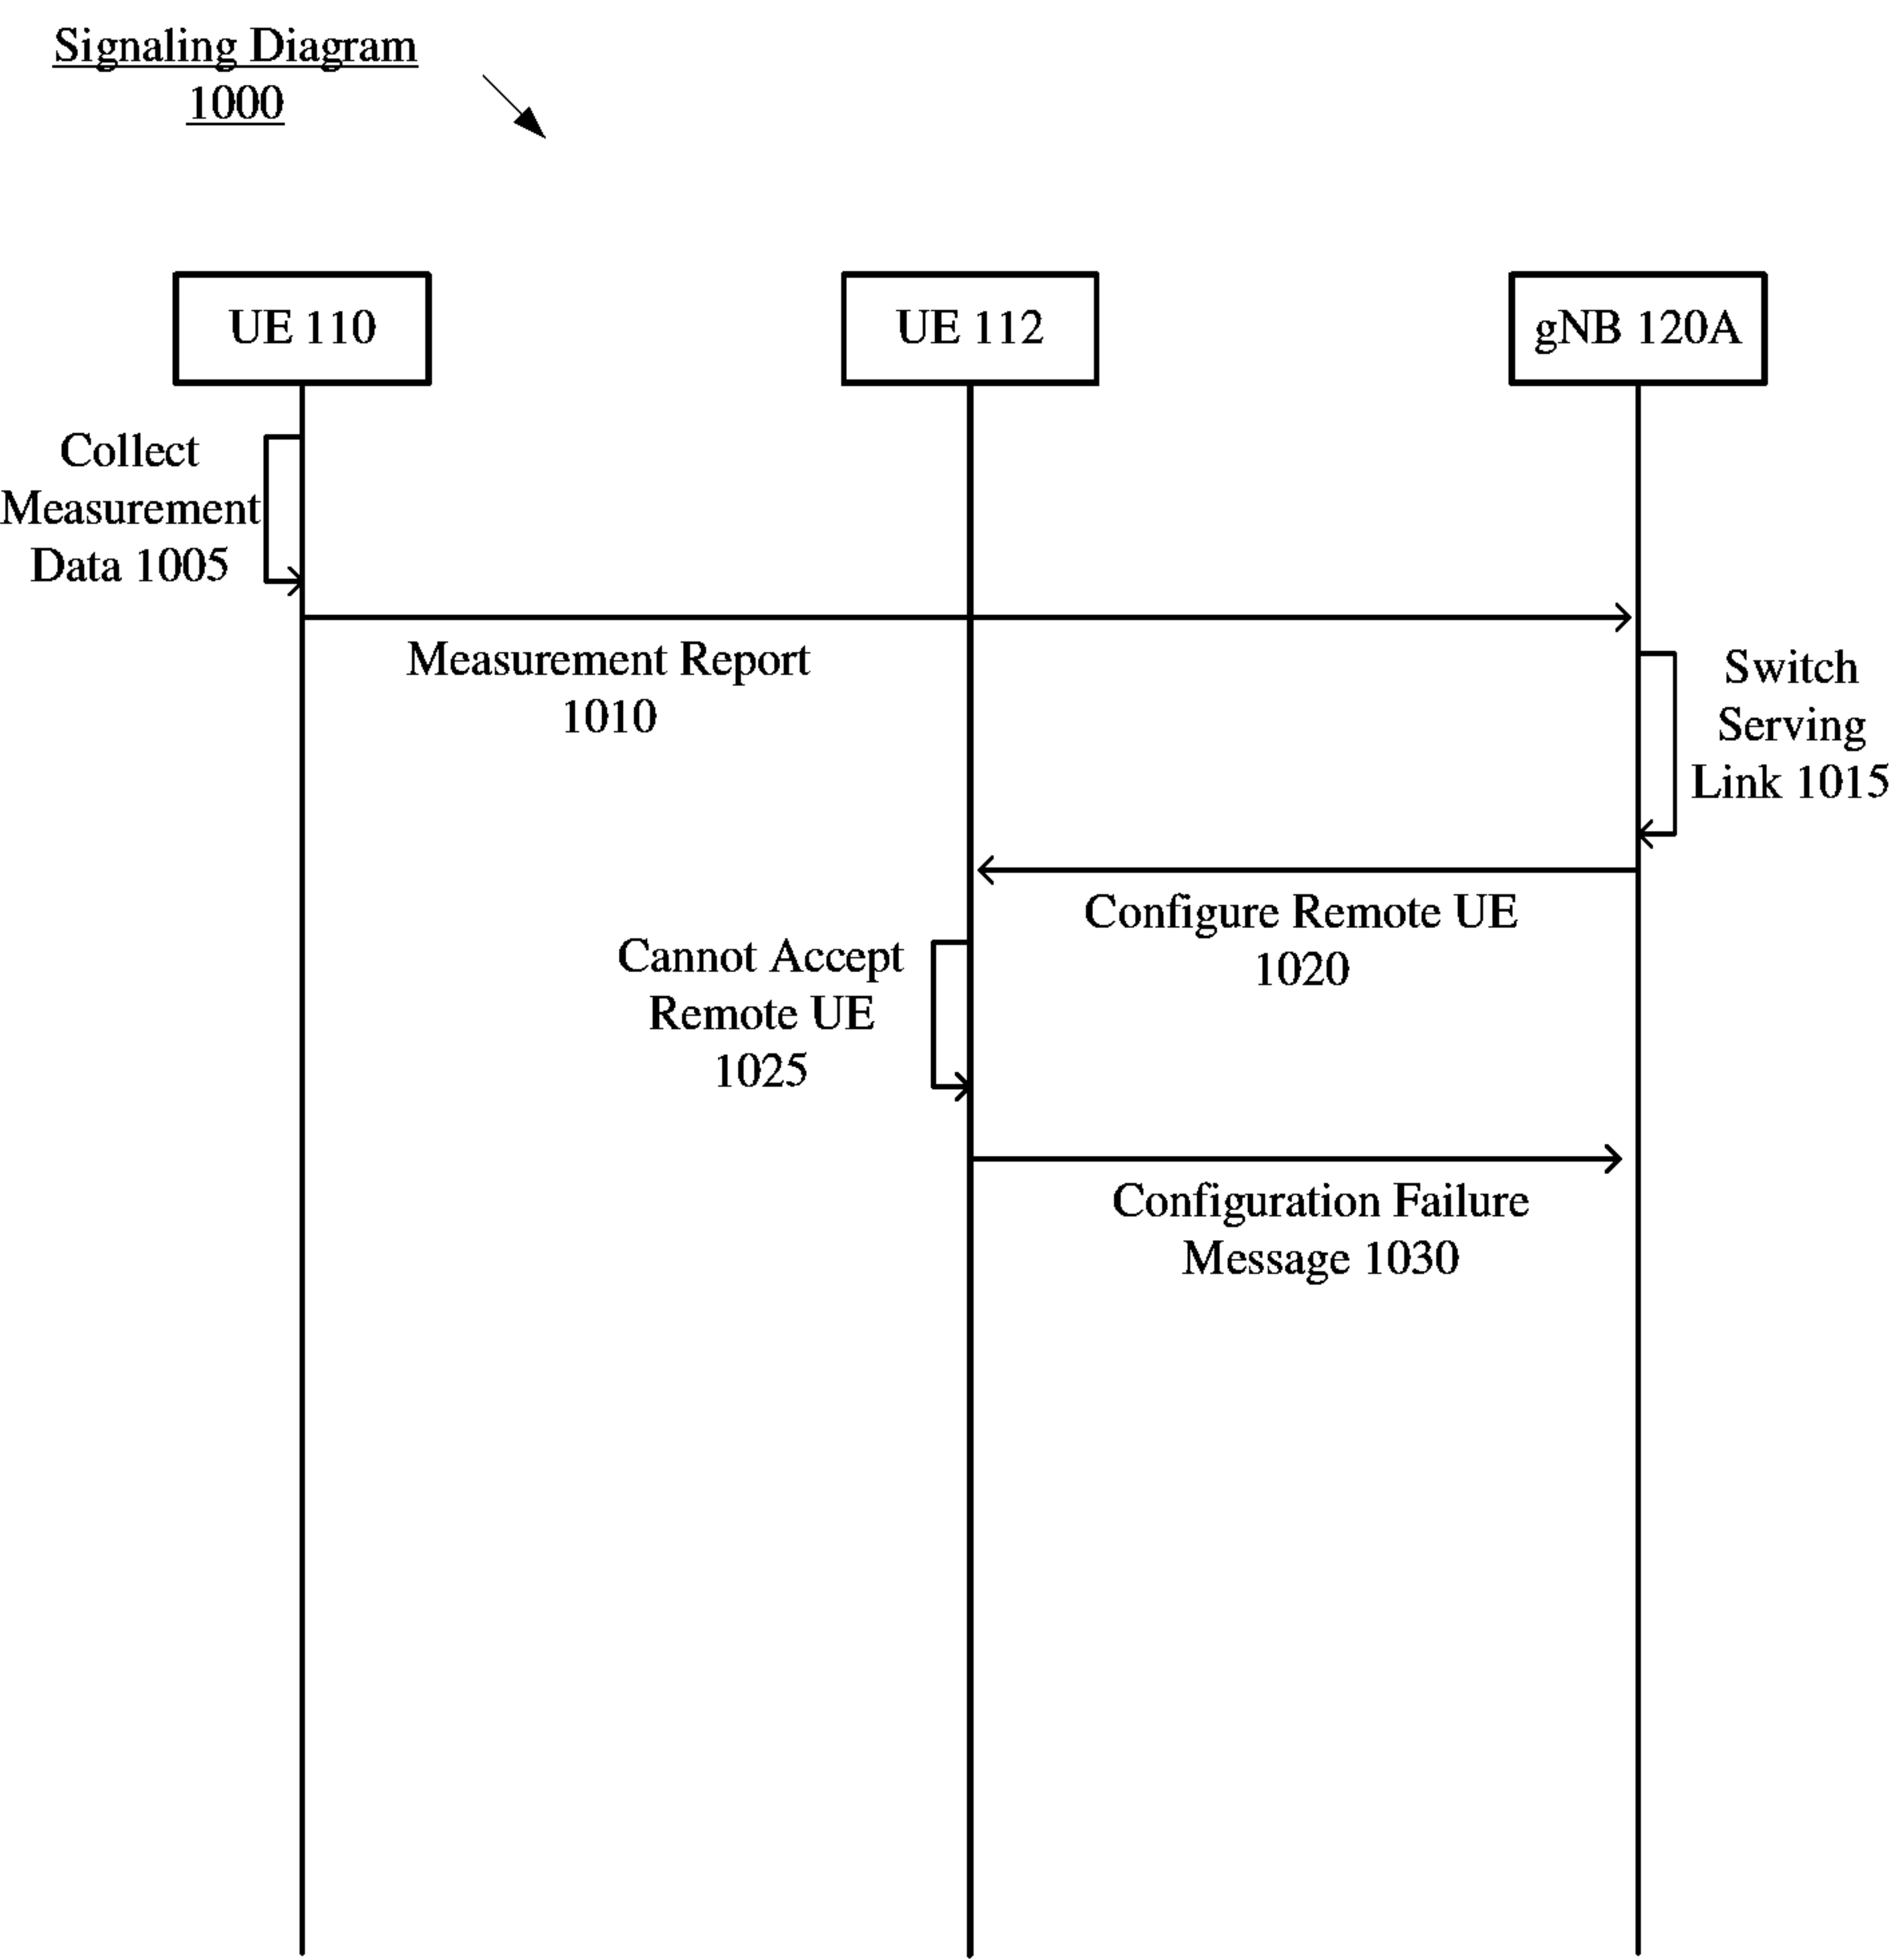 Signaling Diagram
1000
UE 110
UE 112
gNB 120A
Collect
Measurement
Data 1005
Measurement Report
1010
Switch
Serving
Link 1015
Configure Remote UE
1020
Cannot Accept
Remote UE
1025
Configuration Failure
Message 1030